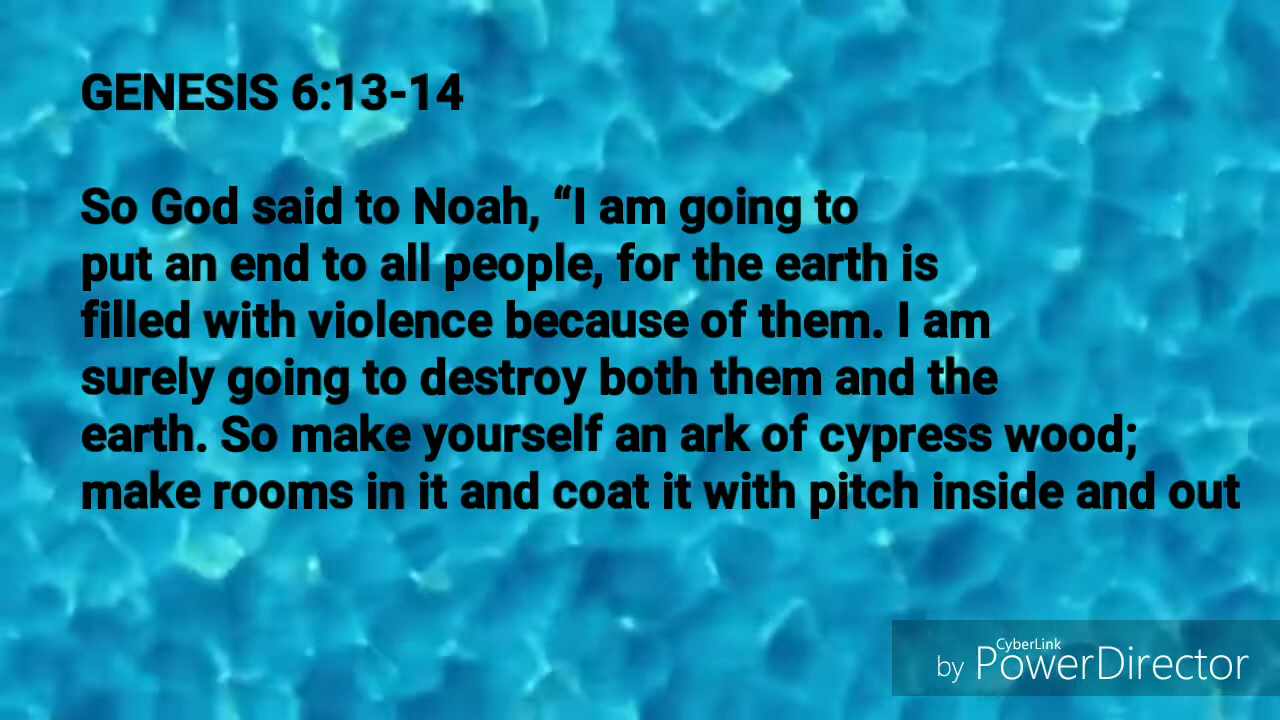 GENESIS 6:13-14
So God said to Noah, “I am going to
put an end to all people, for the earth is
filled with violence because of them. I am
surely going to destroy both them and the
earth. So make yourself an ark of cypress wood;
make rooms in it and coat it with pitch inside and out
CyberLink
by PowerDirector